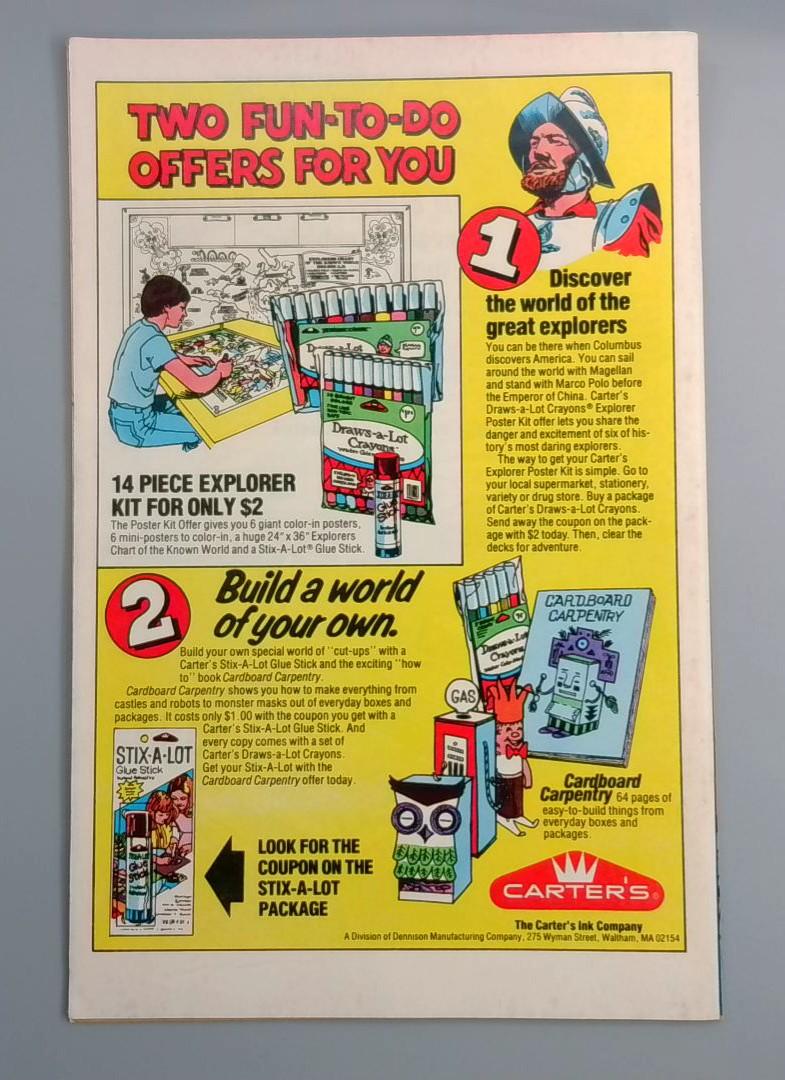 TWO FUN-TO-DO
OFFERS FOR YOU
1
Discover
the world of the
great explorers
You can be there when Columbus
discovers America. You can sail
around the world with Magellan
and stand with Marco Polo before
the Emperor of China. Carter's
Draws-a-Lot Crayons® Explorer
Poster Kit offer lets you share the
danger and excitement of six of his-
tory's most daring explorers.
The way to get your Carter's
Explorer Poster Kit is simple. Go to
your local supermarket, stationery,
variety or drug store. Buy a package
of Carter's Draws-a-Lot Crayons.
Send away the coupon on the pack-
age with $2 today. Then, clear the
decks for adventure.
Draws-a-Lot
Crayons
Glue
Stick
14 PIECE EXPLORER
KIT FOR ONLY $2
The Poster Kit Offer gives you 6 giant color-in posters,
6 mini-posters to color-in, a huge 24" x 36" Explorers
Chart of the Known World and a Stix-A-Lot® Glue Stick.
2
Build a world
of your own.
Build your own special world of "cut-ups" with a
Carter's Stix-A-Lot Glue Stick and the exciting "how
to" book Cardboard Carpentry.
Cardboard Carpentry shows you how to make everything from
castles and robots to monster masks out of everyday boxes and
packages. It costs only $1.00 with the coupon you get with a
Carter's Stix-A-Lot Glue Stick. And
every copy comes with a set of
Carter's Draws-a-Lot Crayons.
Get your Stix-A-Lot with the
Cardboard Carpentry offer today.
STIX-A-LOT
Glue Stick
Glue
Stick
LOOK FOR THE
COUPON ON THE
STIX-A-LOT
PACKAGE
Draws-a-Lot
Crayons
CARDBOARD
CARPENTRY
GAS
Cardboard
Carpentry 64 pages of
easy-to-build things from
everyday boxes and
packages.
CARTER'S®
The Carter's Ink Company
A Division of Dennison Manufacturing Company, 275 Wyman Street, Waltham, MA 02154